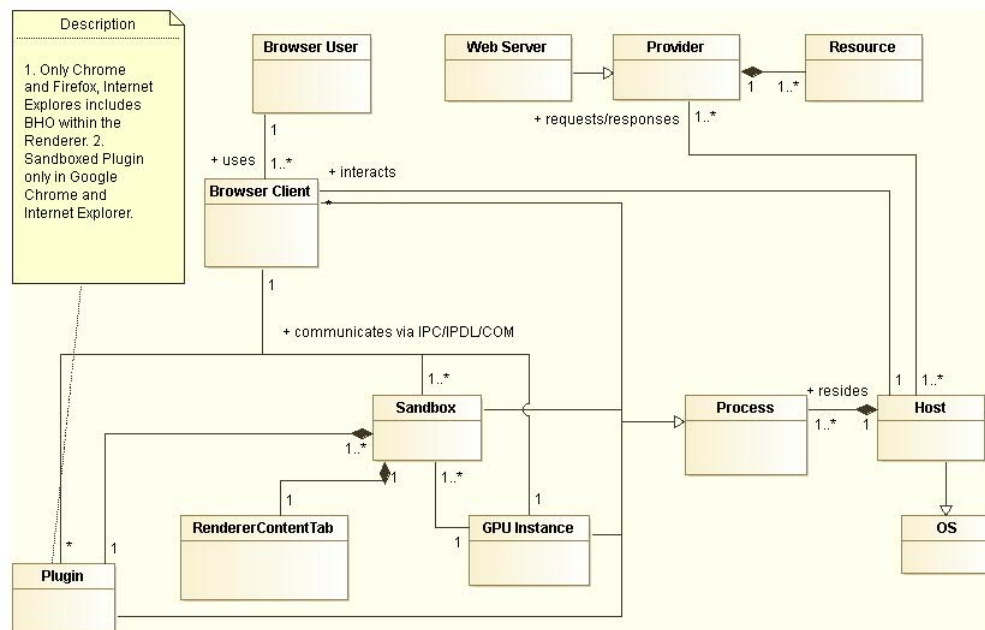 Description
1. Only Chrome
and Firefox, Internet
Explores includes
BHO within the
Renderer. 2.
Sandboxed Plugin
only in Google
Chrome and
Internet Explorer.
Browser User
Web Server
Provider
Resource
1
1..*
+ requests/responses
1..*
1
+ uses
1..*
+ interacts
Browser Client
*
1
+ communicates via IPC/IPDL/COM
1..*
+ resides
1
1..*
Sandbox
Process
Host
1..*
1
1..*
1
1..*
1
1
RendererContentTab
GPU Instance
1
OS
*
1
Plugin